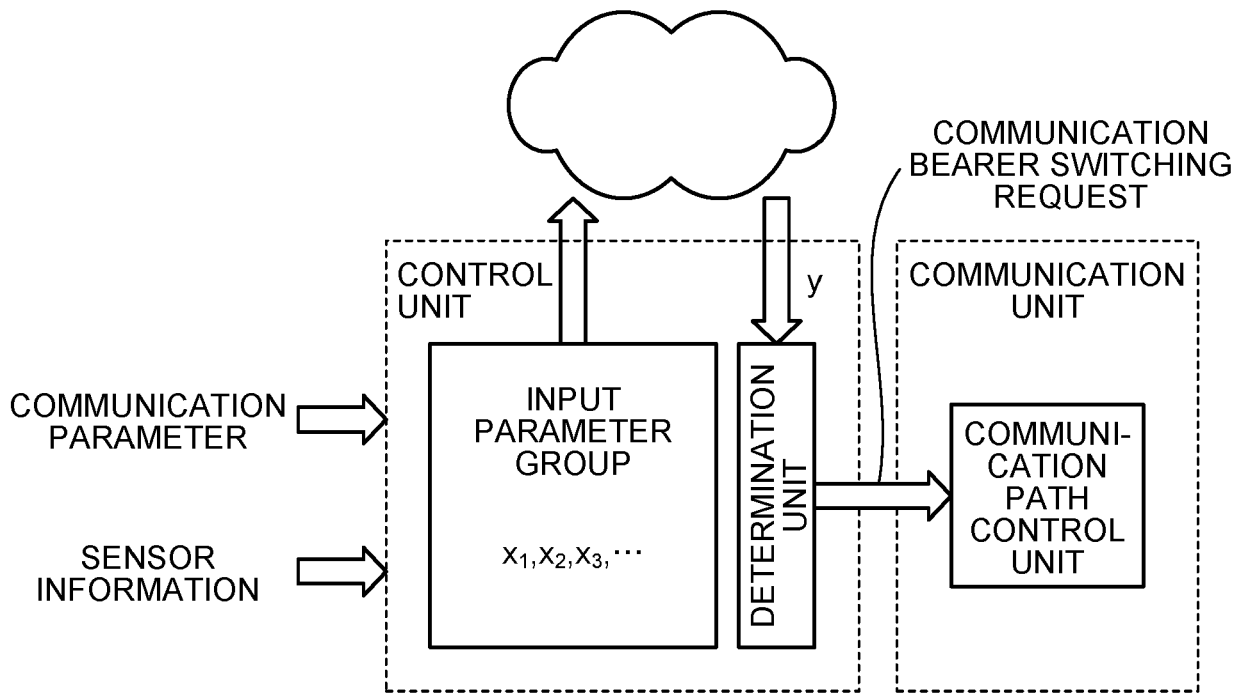 COMMUNICATION
BEARER SWITCHING
REQUEST
CONTROL
UNIT
y
COMMUNICATION
UNIT
COMMUNICATION
PARAMETER
INPUT
PARAMETER
GROUP
x1,x2,x3,⋯
DETERMINATION
UNIT
COMMUNI-
CATION
PATH
CONTROL
UNIT
SENSOR
INFORMATION